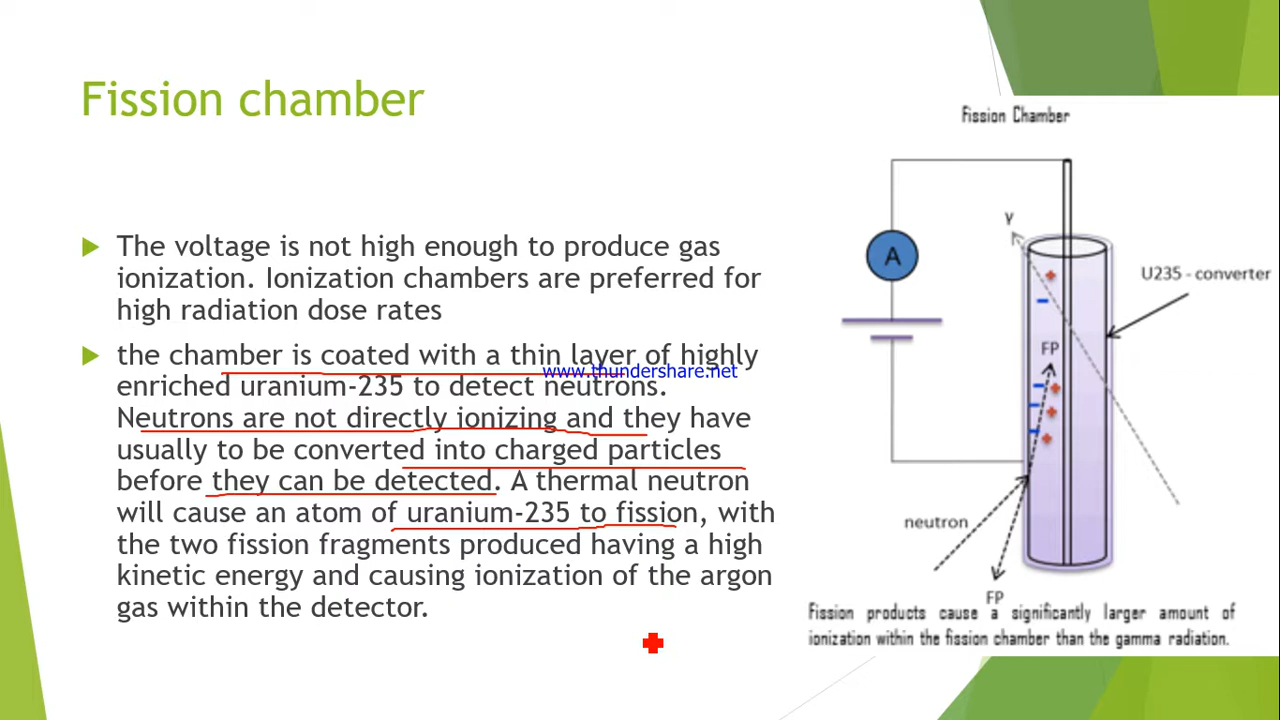 Fission chamber
The voltage is not high enough to produce gas
ionization. Ionization chambers are preferred for
high radiation dose rates
the chamber is coated with a thin layer of highly
enriched uranium-235 to detect neutrons.
Neutrons are not directly ionizing and they have
usually to be converted into charged particles
before they can be detected. A thermal neutron
will cause an atom of uranium-235 to fission, with
the two fission fragments produced having a high
kinetic energy and causing ionization of the argon
gas within the detector.
www.thundershare.net
Fission Chamber
γ
A
U235 - converter
FP
neutron
FP
Fission products cause a significantly larger amount of
ionization within the fission chamber than the gamma radiation.